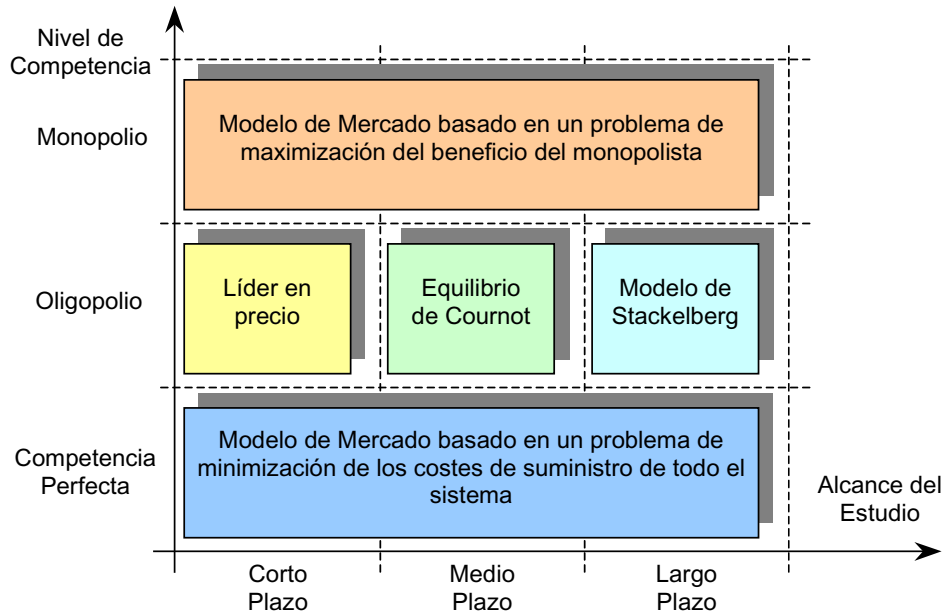 Nivel de
Competencia
Monopolio
Modelo de Mercado basado en un problema de
maximización del beneficio del monopolista
Oligopolio
Líder en
precio
Equilibrio
de Cournot
Modelo de
Stackelberg
Competencia
Perfecta
Modelo de Mercado basado en un problema de
minimización de los costes de suministro de todo el
sistema
Alcance del
Estudio
Corto
Plazo
Medio
Plazo
Largo
Plazo